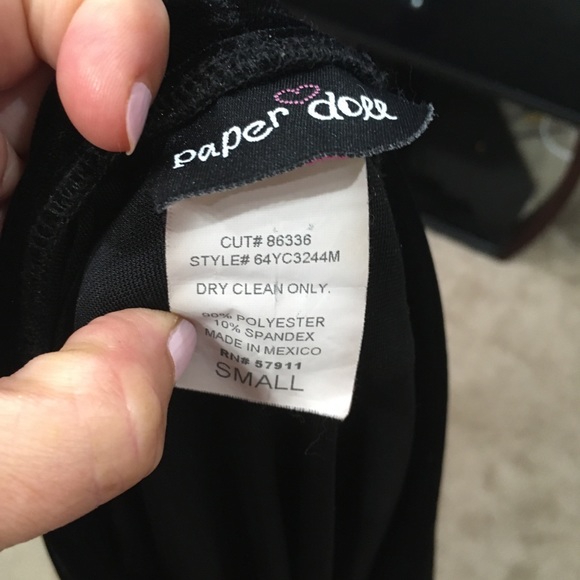 paper doll
CUT# 86336
STYLE# 64YC3244M
DRY CLEAN ONLY.
90% POLYESTER
10% SPANDEX
MADE IN MEXICO
RN# 57911
SMALL